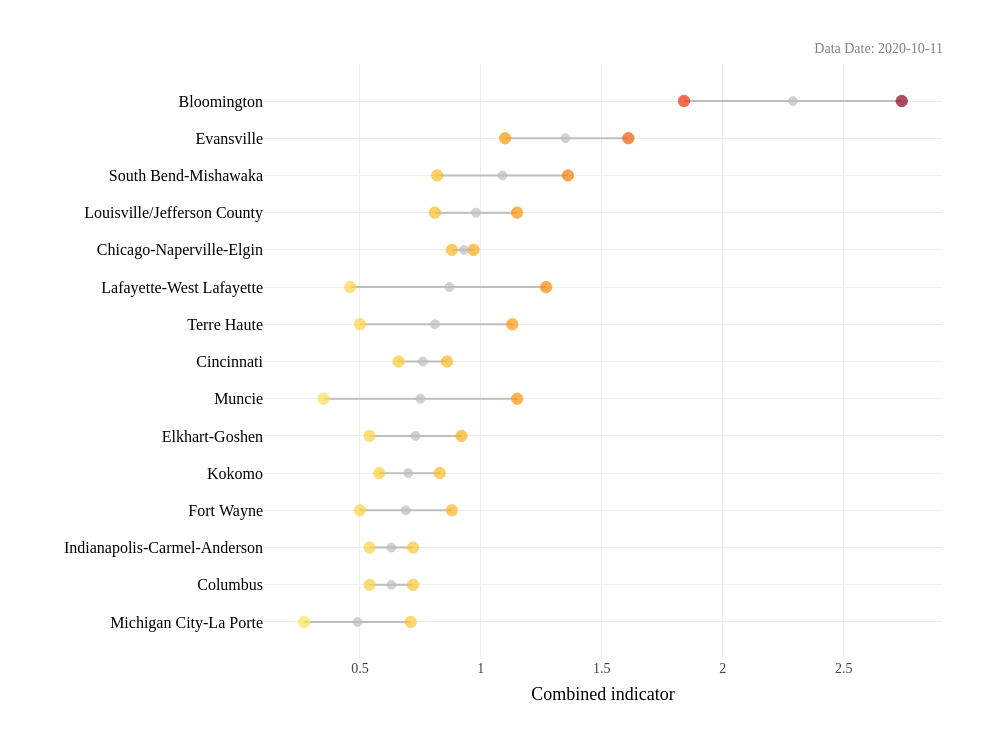 Data Date: 2020-10-11
Bloomington
Evansville
South Bend-Mishawaka
Louisville/Jefferson County
Chicago-Naperville-Elgin
Lafayette-West Lafayette
Terre Haute
Cincinnati
Muncie
Elkhart-Goshen
Kokomo
Fort Wayne
Indianapolis-Carmel-Anderson
Columbus
Michigan City-La Porte
0.5 1 1.5 2 2.5
Combined indicator